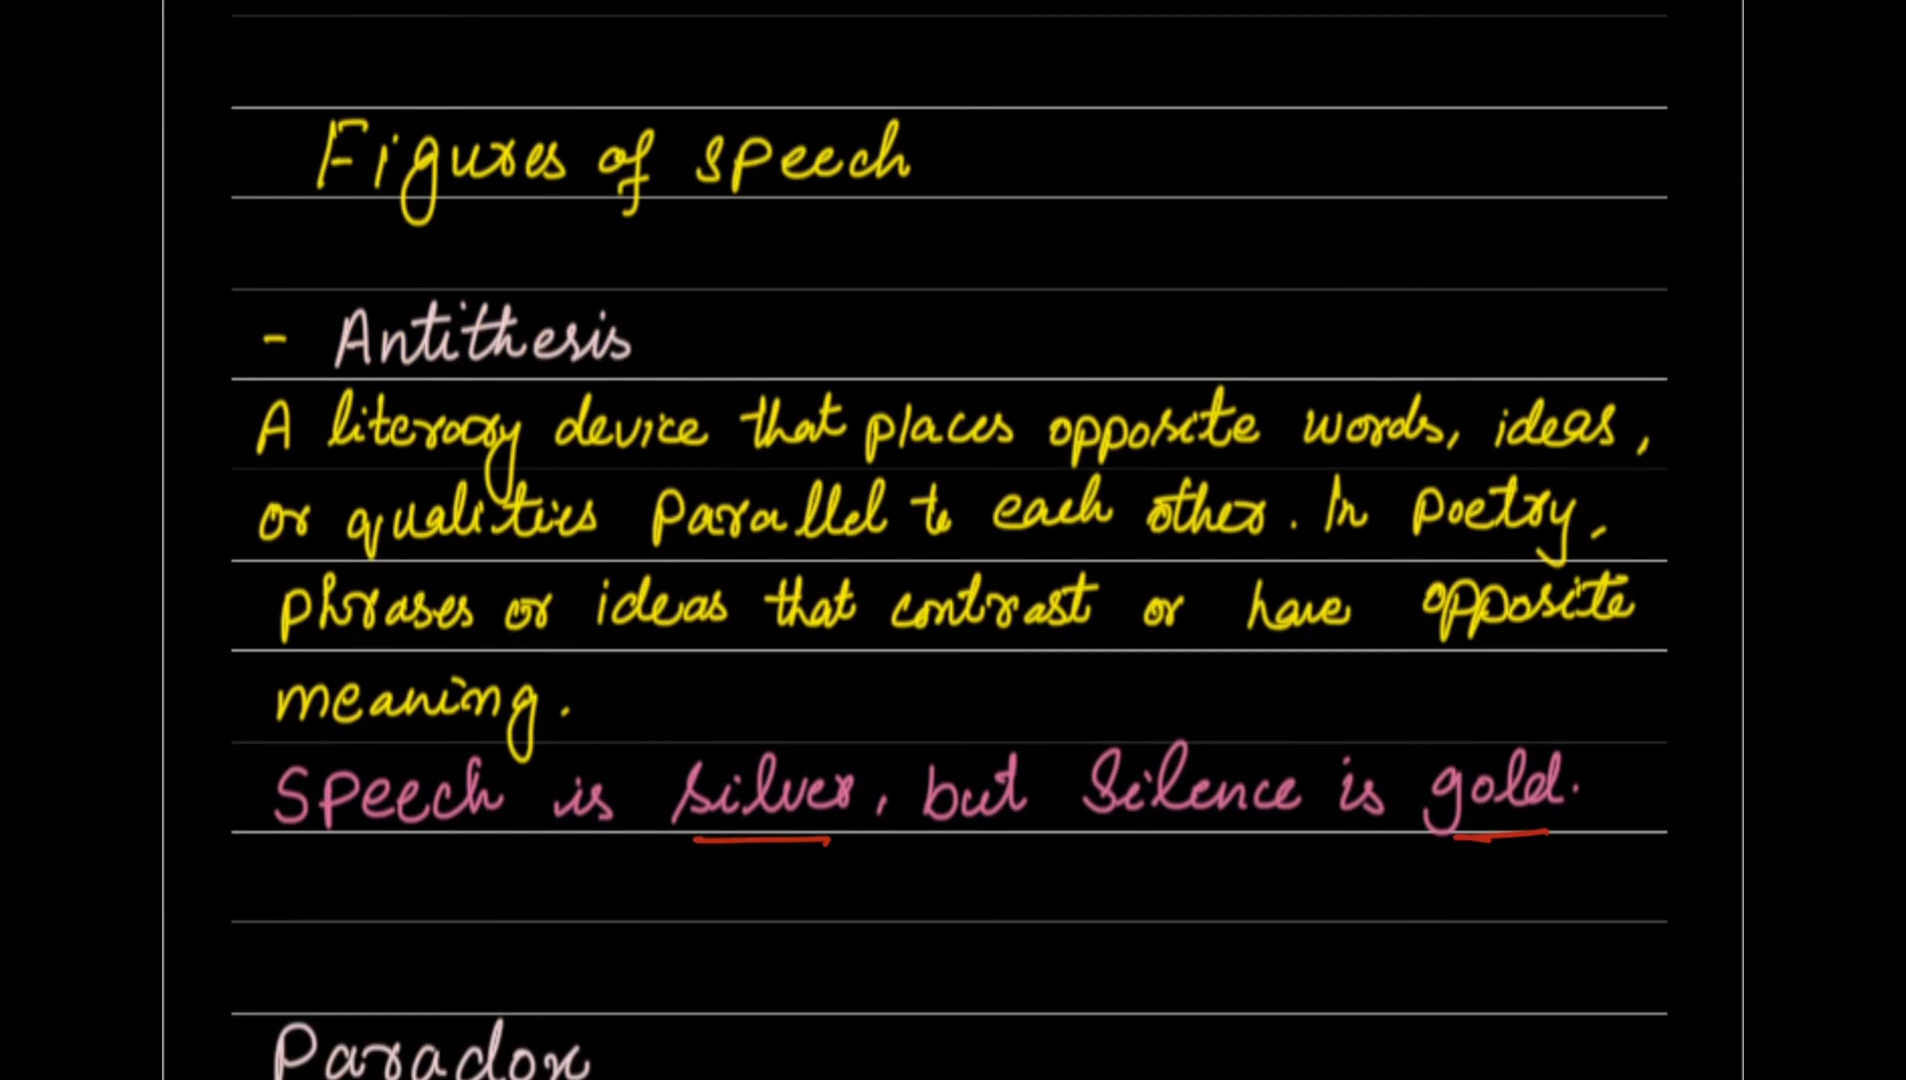 Figures of speech
- Antithesis
A literary device that places opposite words, ideas,
or qualities parallel to each other. In poetry,
phrases or ideas that contrast or have opposite
meaning.
Speech is silver, but Silence is gold.
Paradox